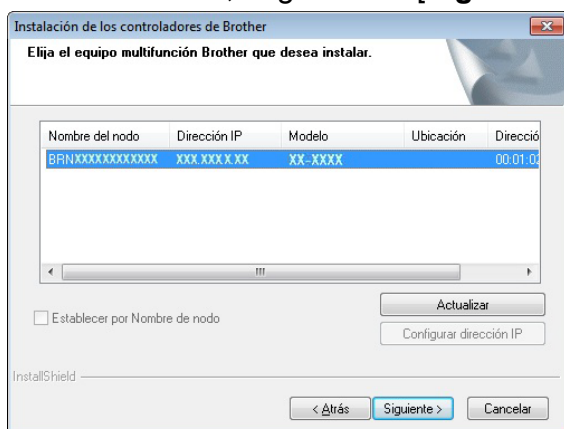 Instalación de los controladores de Brother
Elija el equipo multifunción Brother que desea instalar.
Nombre del nodo Dirección IP Modelo Ubicación Direcció
BRNXXXXXXXXXXXX XXX.XXX.X.XX XX-XXXX 00:01:02
Actualizar
Establecer por Nombre de nodo
Configurar dirección IP
InstallShield
< Atrás Siguiente > Cancelar